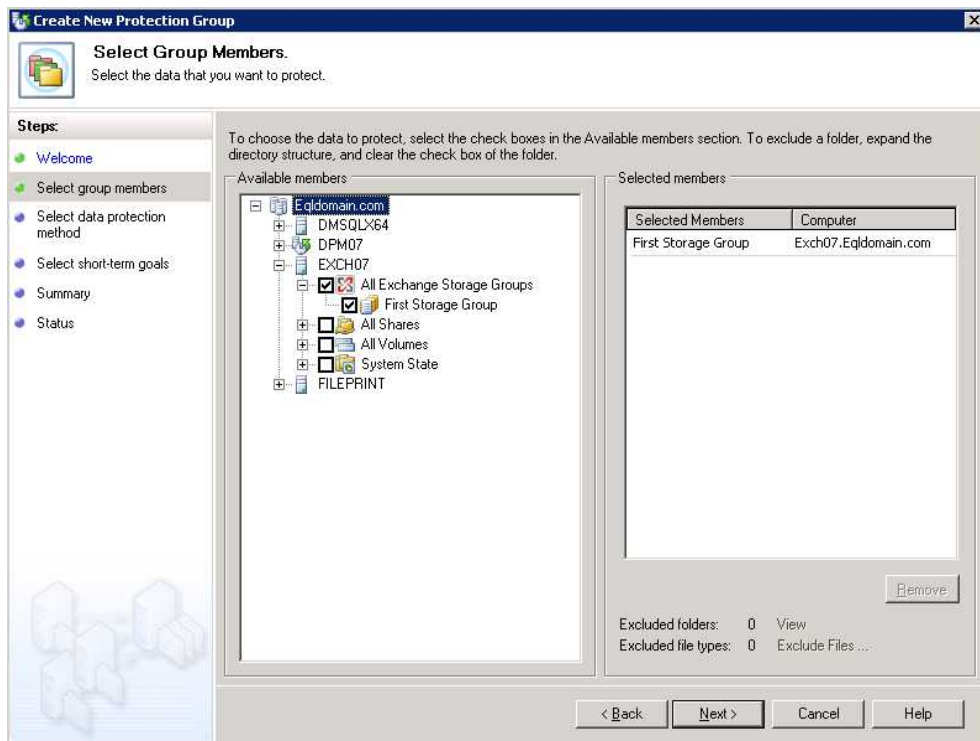 Create New Protection Group
Select Group Members.
Select the data that you want to protect.
Steps:
Welcome
Select group members
Select data protection
method
Select short-term goals
Summary
Status
To choose the data to protect, select the check boxes in the Available members section. To exclude a folder, expand the
directory structure, and clear the check box of the folder.
Available members
Eqldomain.com
DMSQLX64
DPM07
EXCH07
All Exchange Storage Groups
First Storage Group
All Shares
All Volumes
System State
FILEPRINT
Selected members
Selected Members Computer
First Storage Group Exch07.Eqldomain.com
Remove
Excluded folders: 0 View
Excluded file types: 0 Exclude Files ...
< Back Next > Cancel Help